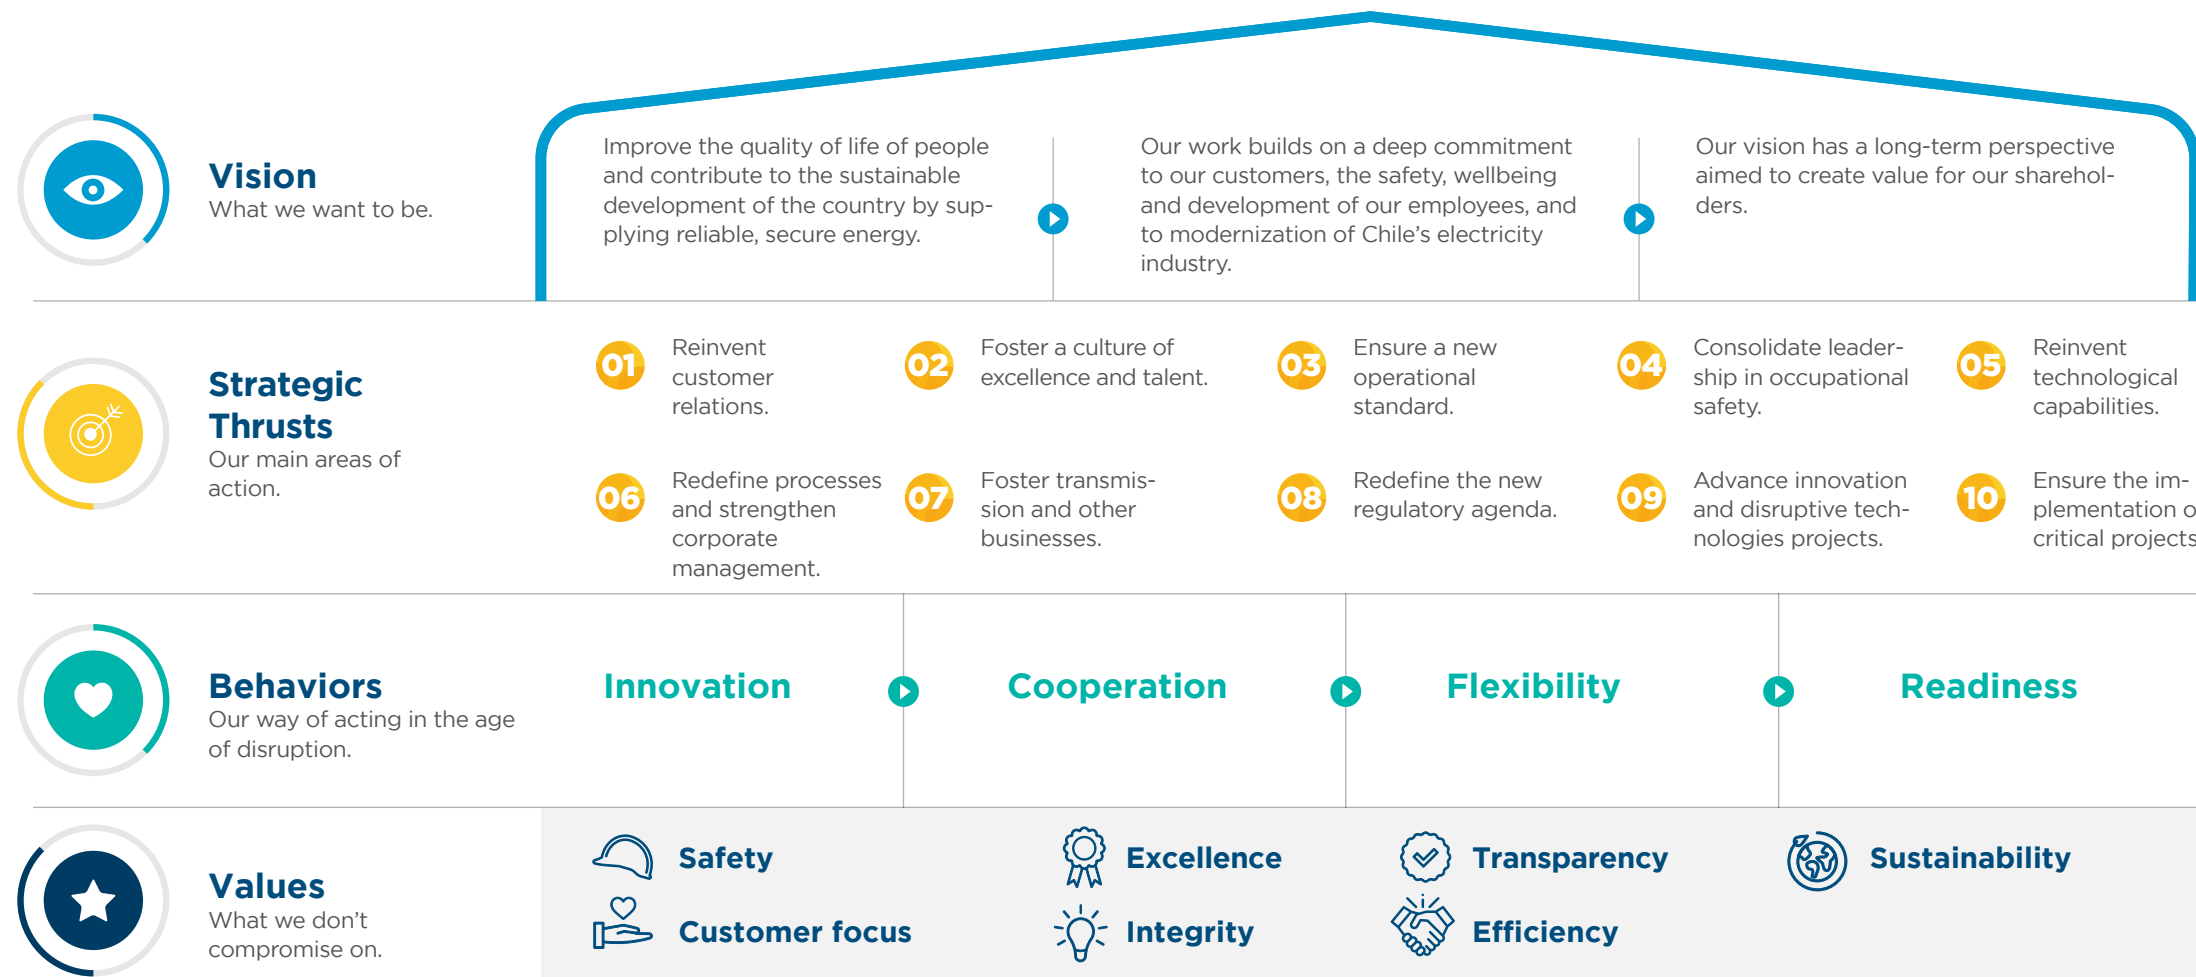 Vision
What we want to be.
Improve the quality of life of people
and contribute to the sustainable
development of the country by sup-
plying reliable, secure energy.
Our work builds on a deep commitment
to our customers, the safety, wellbeing
and development of our employees, and
to modernization of Chile's electricity
industry.
Our vision has a long-term perspective
aimed to create value for our sharehol-
ders.
Strategic
Thrusts
Our main areas of
action.
01
Reinvent
customer
relations.
02
Foster a culture of
excellence and talent.
03
Ensure a new
operational
standard.
04
Consolidate leader-
ship in occupational
safety.
05
Reinvent
technological
capabilities.
06
Redefine processes
and strengthen
corporate
management.
07
Foster transmis-
sion and other
businesses.
08
Redefine the new
regulatory agenda.
09
Advance innovation
and disruptive tech-
nologies projects.
10
Ensure the im-
plementation o
critical projects
Behaviors
Our way of acting in the age
of disruption.
Innovation
Cooperation
Flexibility
Readiness
Values
What we don't
compromise on.
Safety
Excellence
Transparency
Sustainability
Customer focus
Integrity
Efficiency